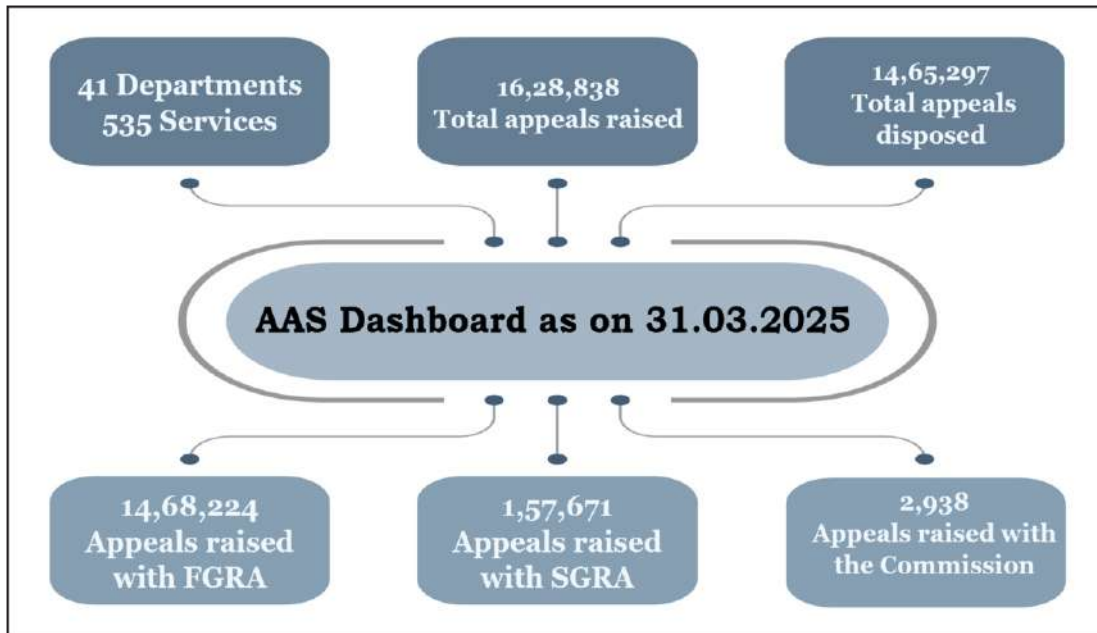 41 Departments
535 Services
16,28,838
Total appeals raised
14,65,297
Total appeals
disposed
AAS Dashboard as on 31.03.2025
14,68,224
Appeals raised
with FGRA
1,57,671
Appeals raised
with SGRA
2,938
Appeals raised with
the Commission